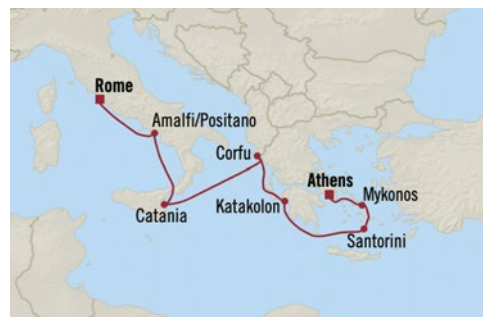 Rome
Amalfi/Positano
Corfu
Athens
Mykonos
Catania
Katakolon
Santorini